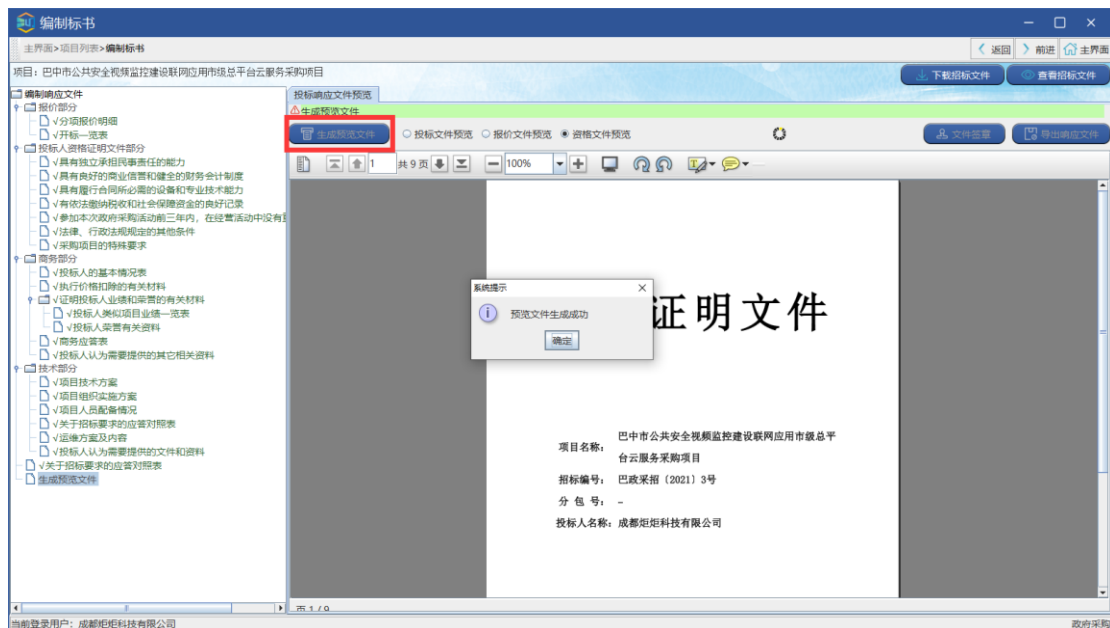 编制标书
主界面>项目列表>编制标书
返回 前进 主界面
项目：巴中市公共安全视频监控建设联网应用市级总平台云服务采购项目
下载招标文件 查看招标文件
编制响应文件
报价部分
√分项报价明细
√开标一览表
投标人资格证明文件部分
√具有独立承担民事责任的能力
√具有良好的商业信誉和健全的财务会计制度
√具有履行合同所必需的设备和专业技术能力
√有依法缴纳税收和社会保障资金的良好记录
√参加本次政府采购活动前三年内，在经营活动中没有重
√法律、行政法规规定的其他条件
√采购项目的特殊要求
商务部分
√投标人的基本情况表
√执行价格扣除的有关材料
√证明投标人业绩和荣誉的有关材料
√投标人类似项目业绩一览表
√投标人荣誉有关资料
√商务应答表
√投标人认为需要提供的其它相关资料
技术部分
√项目技术方案
√项目组织实施方案
√项目人员配备情况
√关于招标要求的应答对照表
√运维方案及内容
√投标人认为需要提供的文件和资料
√关于招标要求的应答对照表
生成预览文件
投标响应文件预览
生成预览文件
生成预览文件 投标文件预览 报价文件预览 资格文件预览 文件签章 导出响应文件
1 共 9 页 100%
系统提示
预览文件生成成功
确定
证明文件
项目名称： 巴中市公共安全视频监控建设联网应用市级总平
台云服务采购项目
招标编号： 巴政采招（2021）3号
分 包 号： -
投标人名称：成都炬炬科技有限公司
页 1 / 9
当前登录用户：成都炬炬科技有限公司
政府采购